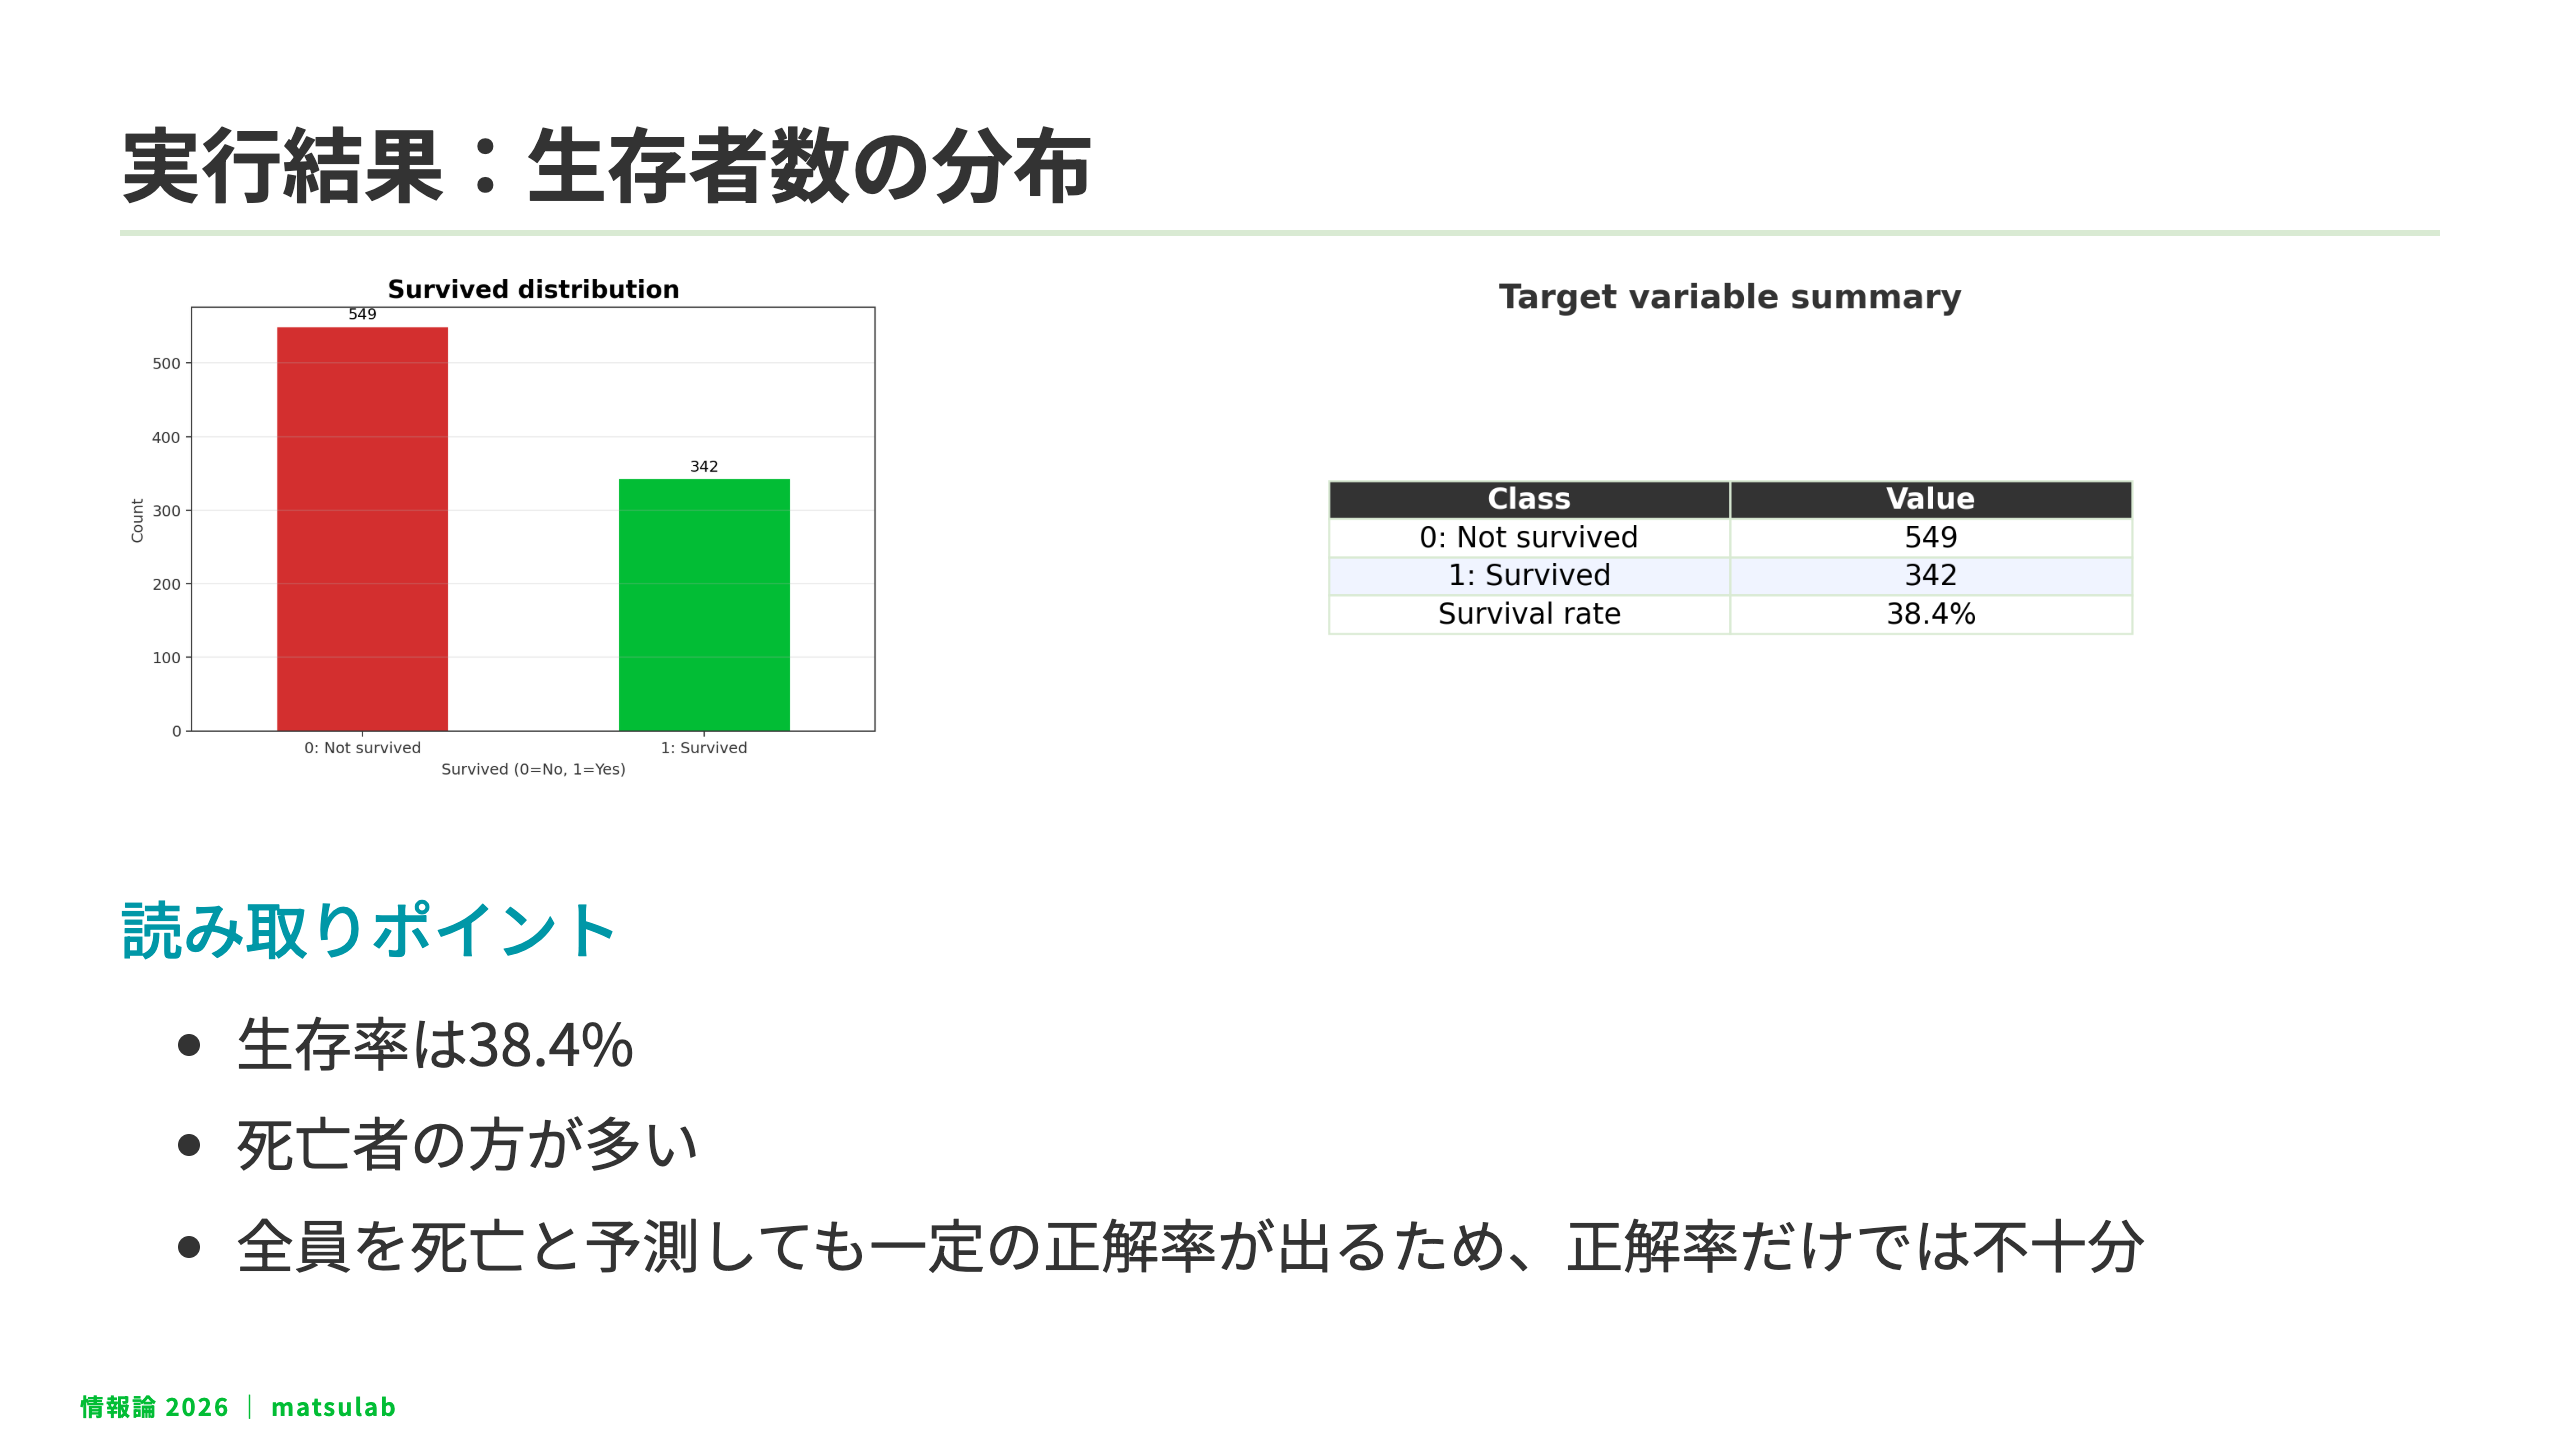 実行結果：生存者数の分布
Survived distribution
549
342
500
400
300
200
100
0
Count
0: Not survived
1: Survived
Survived (0=No, 1=Yes)
Target variable summary
Class Value
0: Not survived 549
1: Survived 342
Survival rate 38.4%
読み取りポイント
• 生存率は38.4%
• 死亡者の方が多い
• 全員を死亡と予測しても一定の正解率が出るため、正解率だけでは不十分
情報論 2026 ｜ matsulab